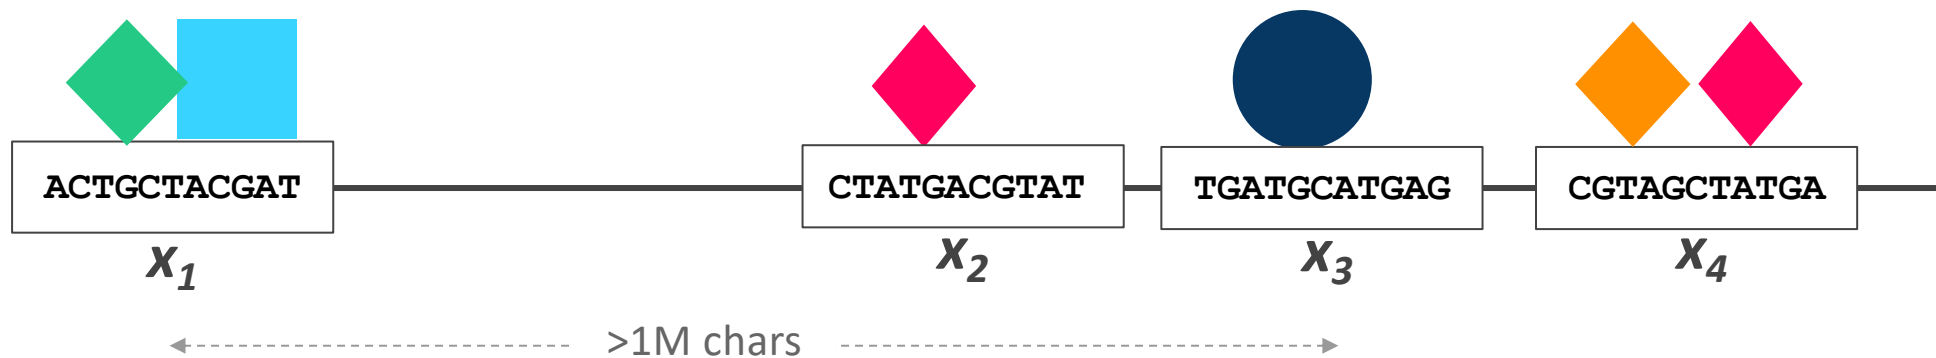 ACTGCTACGAT CTATGACGTAT TGATGCATGAG CGTAGCTATGA
x1 x2 x3 x4
>1M chars